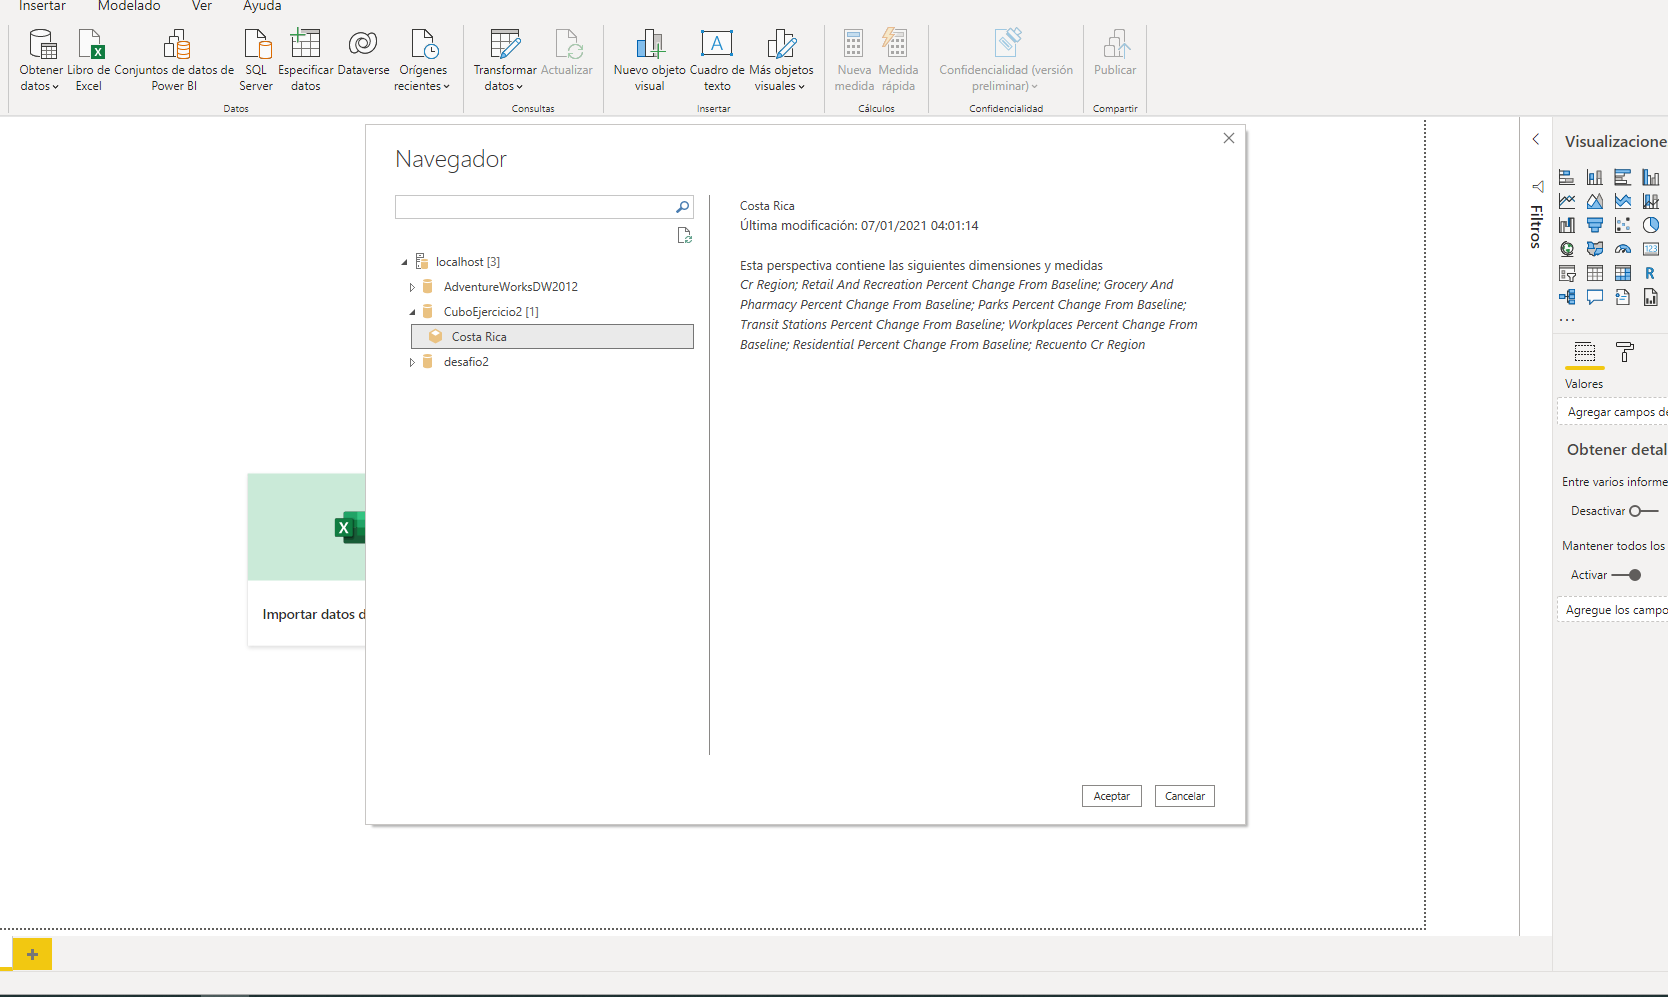 Insertar Modelado Ver Ayuda
Obtener Libro de Conjuntos de datos de SQL Especificar Dataverse Orígenes
datos Excel Power BI Server datos recientes
Transformar Actualizar
datos
Nuevo objeto Cuadro de Más objetos
visual texto visuales
Nueva Medida
medida rápida
Confidencialidad (versión
preliminar)
Publicar
Datos Consultas Insertar Cálculos Confidencialidad Compartir
Navegador
localhost [3]
AdventureWorksDW2012
CuboEjercicio2 [1]
Costa Rica
desafio2
Costa Rica
Última modificación: 07/01/2021 04:01:14
Esta perspectiva contiene las siguientes dimensiones y medidas
Cr Region; Retail And Recreation Percent Change From Baseline; Grocery And
Pharmacy Percent Change From Baseline; Parks Percent Change From Baseline;
Transit Stations Percent Change From Baseline; Workplaces Percent Change From
Baseline; Residential Percent Change From Baseline; Recuento Cr Region
Aceptar Cancelar
X
Importar datos d
Filtros
Visualizacione
123
R
Valores
Agregar campos de
Obtener detal
Entre varios informe
Desactivar
Mantener todos los
Activar
Agregue los campo